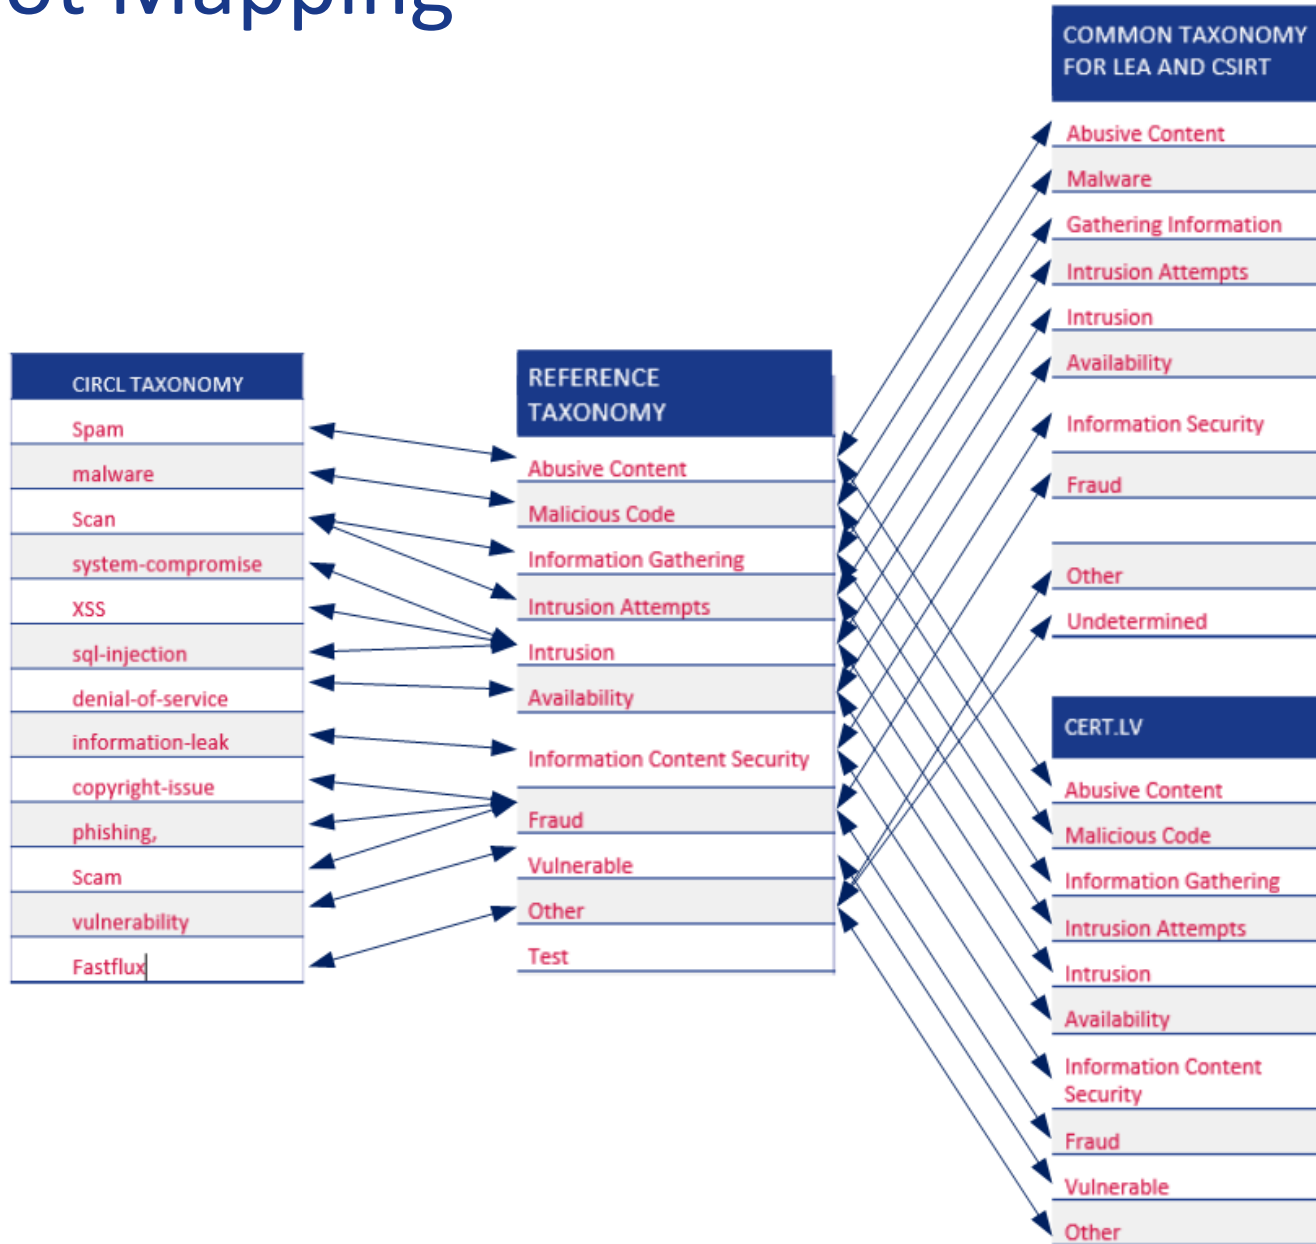 ot Mapping
CIRCL TAXONOMY
Spam
malware
Scan
system-compromise
XSS
sql-injection
denial-of-service
information-leak
copyright-issue
phishing,
Scam
vulnerability
Fastflux
REFERENCE
TAXONOMY
Abusive Content
Malicious Code
Information Gathering
Intrusion Attempts
Intrusion
Availability
Information Content Security
Fraud
Vulnerable
Other
Test
COMMON TAXONOMY
FOR LEA AND CSIRT
Abusive Content
Malware
Gathering Information
Intrusion Attempts
Intrusion
Availability
Information Security
Fraud
Other
Undetermined
CERT.LV
Abusive Content
Malicious Code
Information Gathering
Intrusion Attempts
Intrusion
Availability
Information Content
Security
Fraud
Vulnerable
Other